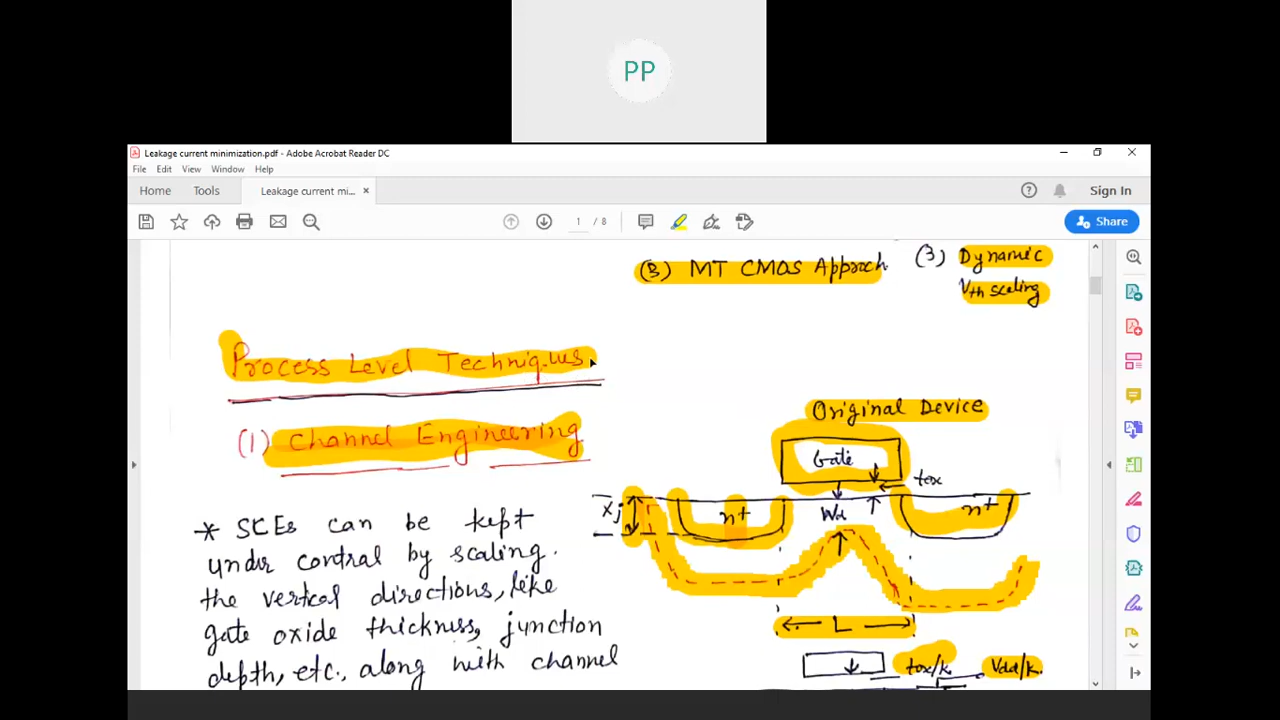 PP
Leakage current minimization.pdf - Adobe Acrobat Reader DC
File Edit View Window Help
Home Tools Leakage current mi... × Sign In
1 / 8 Share
(B) MT CMOS Approch (3) Dynamic
Vth scaling
Process Level Techniques
(1) Channel Engineering
Original Device
Gate
tox
Xj n+ Wd n+
* SCEs can be kept
under control by scaling
the vertical directions, like
gate oxide thickness, junction
L
depth, etc., along with channel
tox/k Vdd/k.